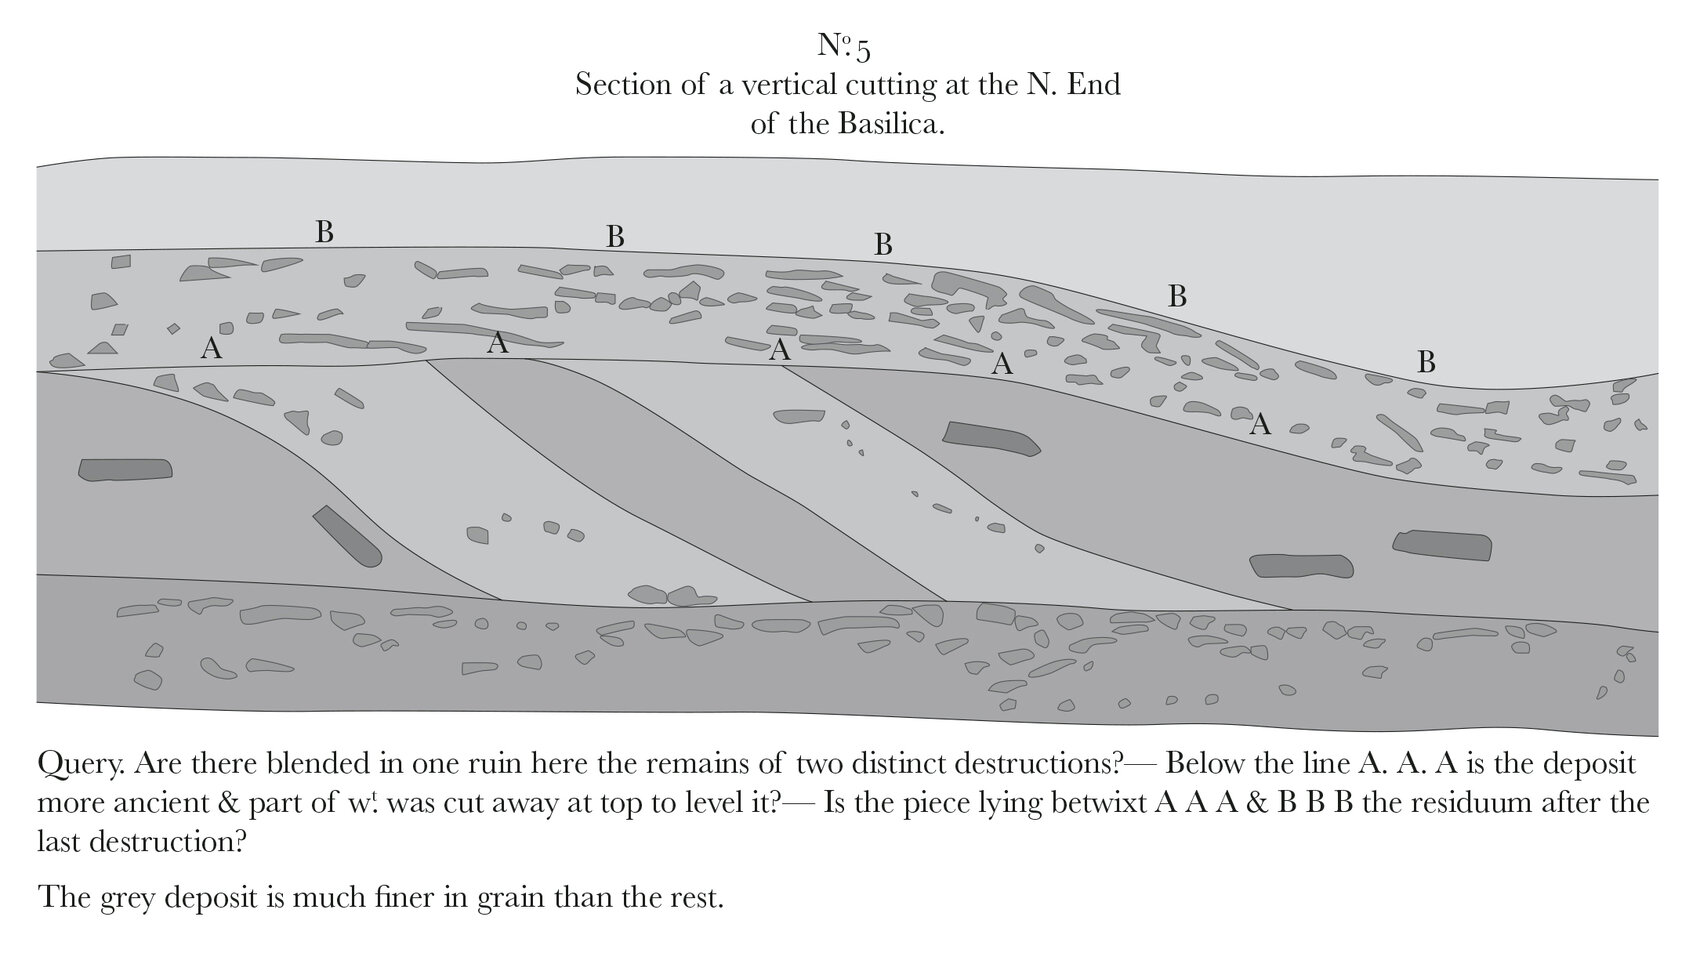 Nº. 5
Section of a vertical cutting at the N. End
of the Basilica.
B
B
B
B
B
A
A
A
A
A
Query. Are there blended in one ruin here the remains of two distinct destructions?— Below the line A. A. A is the deposit
more ancient & part of wᵗ. was cut away at top to level it?— Is the piece lying betwixt A A A & B B B the residuum after the
last destruction?
The grey deposit is much finer in grain than the rest.